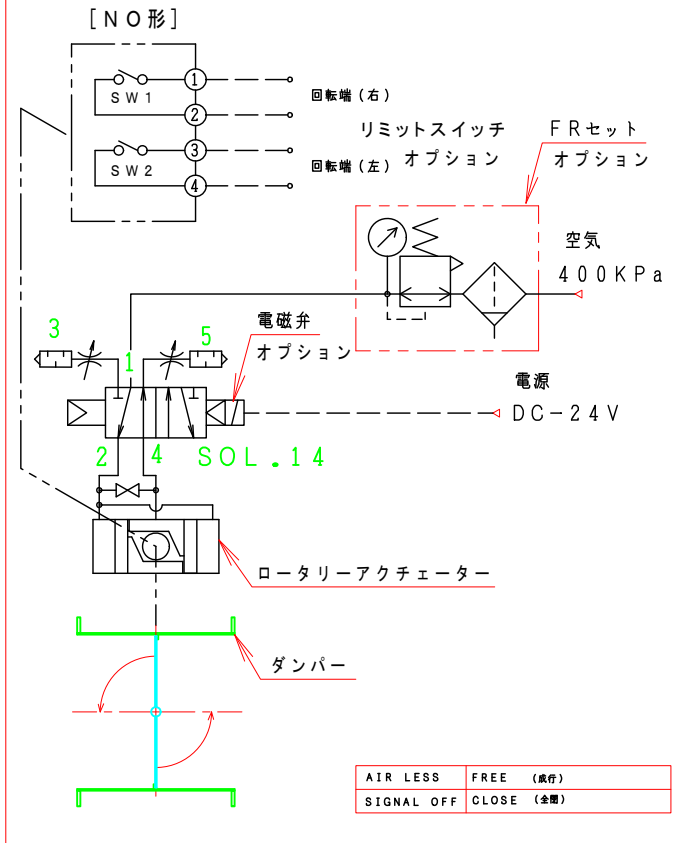 [NO形]
1
SW1
2
回転端(右)
3
SW2
4
回転端(左)
リミットスイッチ
オプション
FRセット
オプション
空気
400KPa
電磁弁
オプション
3
1
5
電源
DC-24V
2
4
SOL.14
ロータリーアクチェーター
ダンパー
AIR LESS FREE (成行)
SIGNAL OFF CLOSE (全閉)